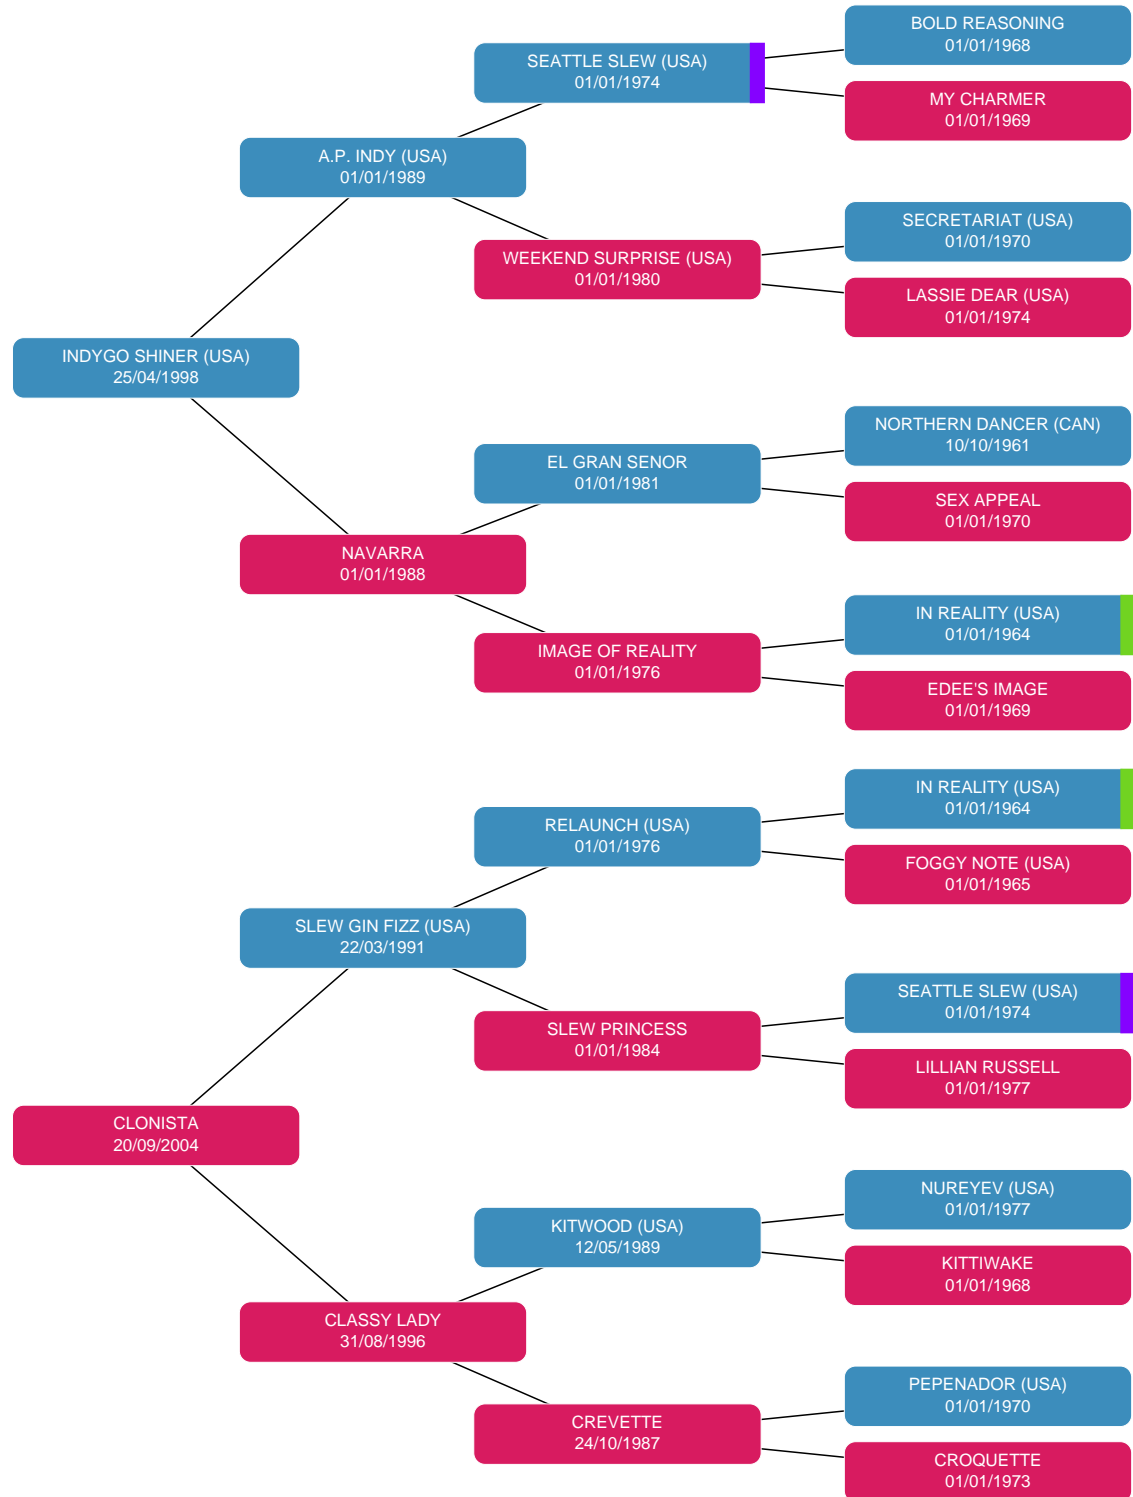 BOLD REASONING
01/01/1968
SEATTLE SLEW (USA)
01/01/1974
MY CHARMER
01/01/1969
A.P. INDY (USA)
01/01/1989
SECRETARIAT (USA)
01/01/1970
WEEKEND SURPRISE (USA)
01/01/1980
LASSIE DEAR (USA)
01/01/1974
INDYGO SHINER (USA)
25/04/1998
NORTHERN DANCER (CAN)
10/10/1961
EL GRAN SENOR
01/01/1981
SEX APPEAL
01/01/1970
NAVARRA
01/01/1988
IN REALITY (USA)
01/01/1964
IMAGE OF REALITY
01/01/1976
EDEE'S IMAGE
01/01/1969
IN REALITY (USA)
01/01/1964
RELAUNCH (USA)
01/01/1976
FOGGY NOTE (USA)
01/01/1965
SLEW GIN FIZZ (USA)
22/03/1991
SEATTLE SLEW (USA)
01/01/1974
SLEW PRINCESS
01/01/1984
LILLIAN RUSSELL
01/01/1977
CLONISTA
20/09/2004
NUREYEV (USA)
01/01/1977
KITWOOD (USA)
12/05/1989
KITTIWAKE
01/01/1968
CLASSY LADY
31/08/1996
PEPENADOR (USA)
01/01/1970
CREVETTE
24/10/1987
CROQUETTE
01/01/1973